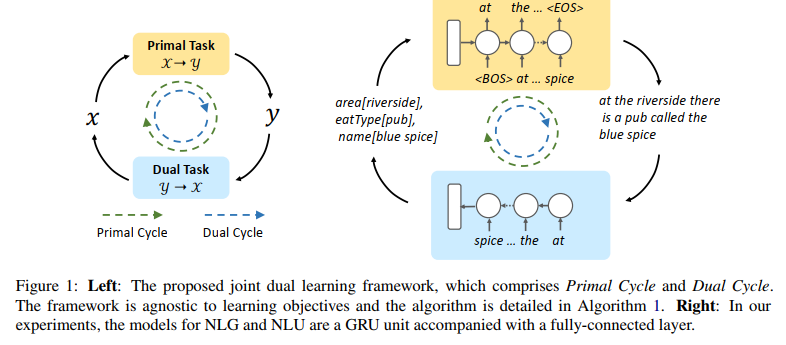 Primal Task
𝒳 → 𝒴
x
y
Dual Task
𝒴 → 𝒳
Primal Cycle
Dual Cycle
at the ... <EOS>
<BOS> at ... spice
area[riverside],
eatType[pub],
name[blue spice]
at the riverside there
is a pub called the
blue spice
spice ... the at
Figure 1: Left: The proposed joint dual learning framework, which comprises Primal Cycle and Dual Cycle.
The framework is agnostic to learning objectives and the algorithm is detailed in Algorithm 1. Right: In our
experiments, the models for NLG and NLU are a GRU unit accompanied with a fully-connected layer.